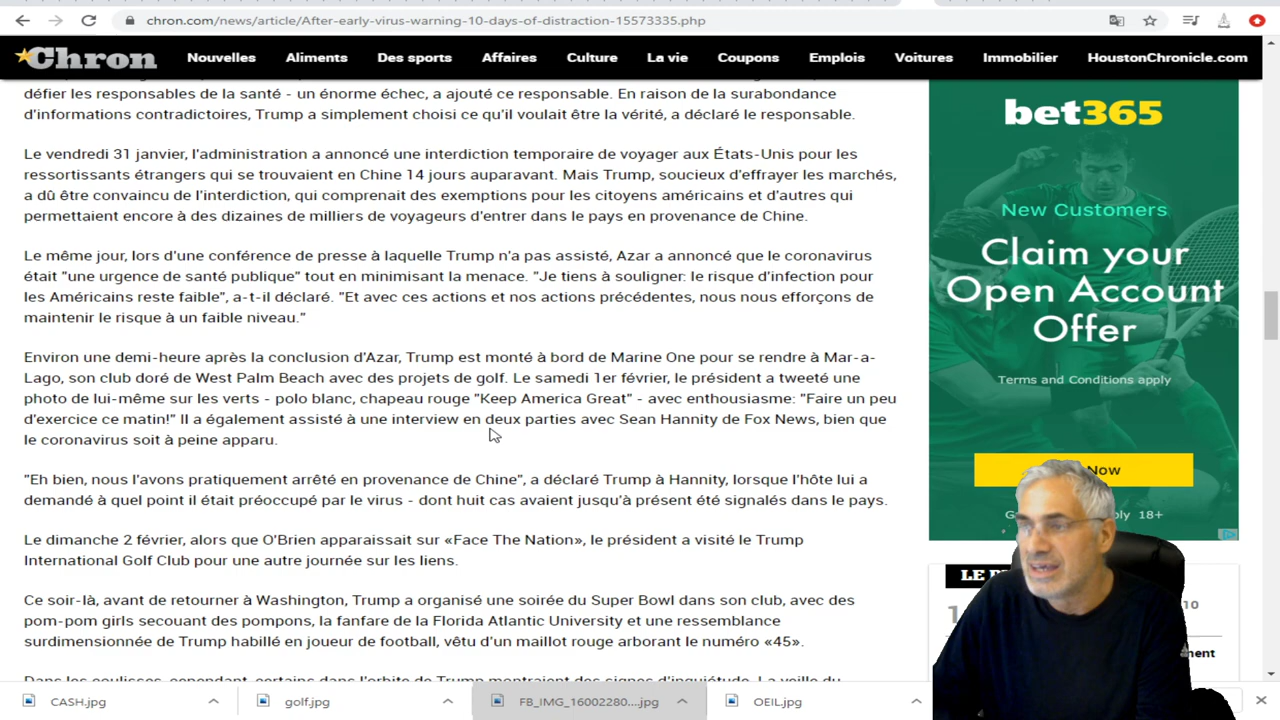 chron.com/news/article/After-early-virus-warning-10-days-of-distraction-15573335.php
Chron
Nouvelles Aliments Des sports Affaires Culture La vie Coupons Emplois Voitures Immobilier HoustonChronicle.com
défier les responsables de la santé - un énorme échec, a ajouté ce responsable. En raison de la surabondance
d'informations contradictoires, Trump a simplement choisi ce qu'il voulait être la vérité, a déclaré le responsable.
Le vendredi 31 janvier, l'administration a annoncé une interdiction temporaire de voyager aux États-Unis pour les
ressortissants étrangers qui se trouvaient en Chine 14 jours auparavant. Mais Trump, soucieux d'effrayer les marchés,
a dû être convaincu de l'interdiction, qui comprenait des exemptions pour les citoyens américains et d'autres qui
permettaient encore à des dizaines de milliers de voyageurs d'entrer dans le pays en provenance de Chine.
Le même jour, lors d'une conférence de presse à laquelle Trump n'a pas assisté, Azar a annoncé que le coronavirus
était "une urgence de santé publique" tout en minimisant la menace. "Je tiens à souligner: le risque d'infection pour
les Américains reste faible", a-t-il déclaré. "Et avec ces actions et nos actions précédentes, nous nous efforçons de
maintenir le risque à un faible niveau."
Environ une demi-heure après la conclusion d'Azar, Trump est monté à bord de Marine One pour se rendre à Mar-a-
Lago, son club doré de West Palm Beach avec des projets de golf. Le samedi 1er février, le président a tweeté une
photo de lui-même sur les verts - polo blanc, chapeau rouge "Keep America Great" - avec enthousiasme: "Faire un peu
d'exercice ce matin!" Il a également assisté à une interview en deux parties avec Sean Hannity de Fox News, bien que
le coronavirus soit à peine apparu.
"Eh bien, nous l'avons pratiquement arrêté en provenance de Chine", a déclaré Trump à Hannity, lorsque l'hôte lui a
demandé à quel point il était préoccupé par le virus - dont huit cas avaient jusqu'à présent été signalés dans le pays.
Le dimanche 2 février, alors que O'Brien apparaissait sur «Face The Nation», le président a visité le Trump
International Golf Club pour une autre journée sur les liens.
Ce soir-là, avant de retourner à Washington, Trump a organisé une soirée du Super Bowl dans son club, avec des
pom-pom girls secouant des pompons, la fanfare de la Florida Atlantic University et une ressemblance
surdimensionnée de Trump habillé en joueur de football, vêtu d'un maillot rouge arborant le numéro «45».
Dans les coulisses, cependant, certains dans l'orbite de Trump montraient des signes d'inquiétude. La veille du
bet365
New Customers
Claim your
Open Account
Offer
Terms and Conditions apply
Now
18+
10
CASH.jpg golf.jpg FB_IMG_16002280....jpg OEIL.jpg